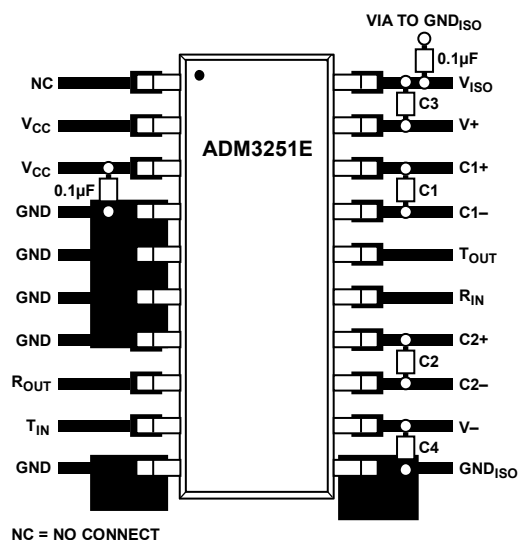 VIA TO GNDISO
0.1µF
NC
VISO
C3
VCC
V+
ADM3251E
VCC
C1+
0.1µF
C1
GND
C1–
GND
TOUT
GND
RIN
GND
C2+
C2
ROUT
C2–
TIN
V–
C4
GND
GNDISO
NC = NO CONNECT